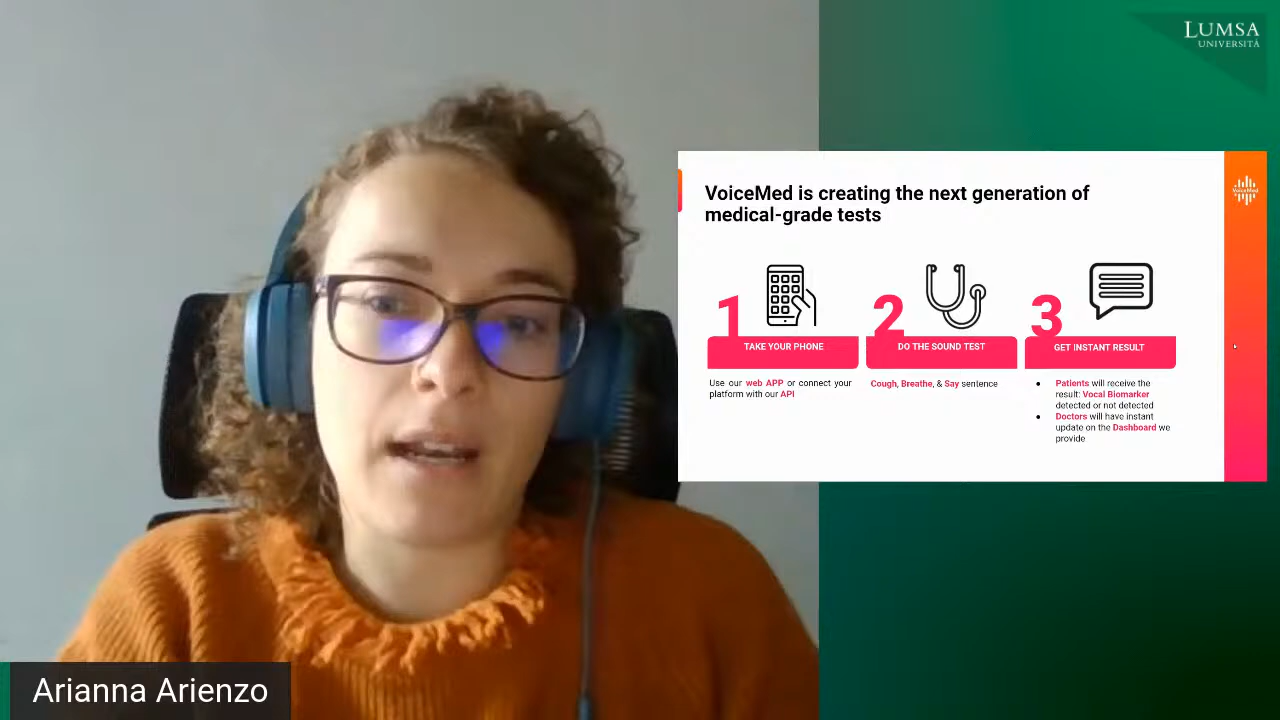 LUMSA
UNIVERSITÀ
VoiceMed is creating the next generation of
medical-grade tests
VoiceMed
1
TAKE YOUR PHONE
Use our web APP or connect your
platform with our API
2
DO THE SOUND TEST
Cough, Breathe, & Say sentence
3
GET INSTANT RESULT
● Patients will receive the
result: Vocal Biomarker
detected or not detected
● Doctors will have instant
update on the Dashboard we
provide
Arianna Arienzo